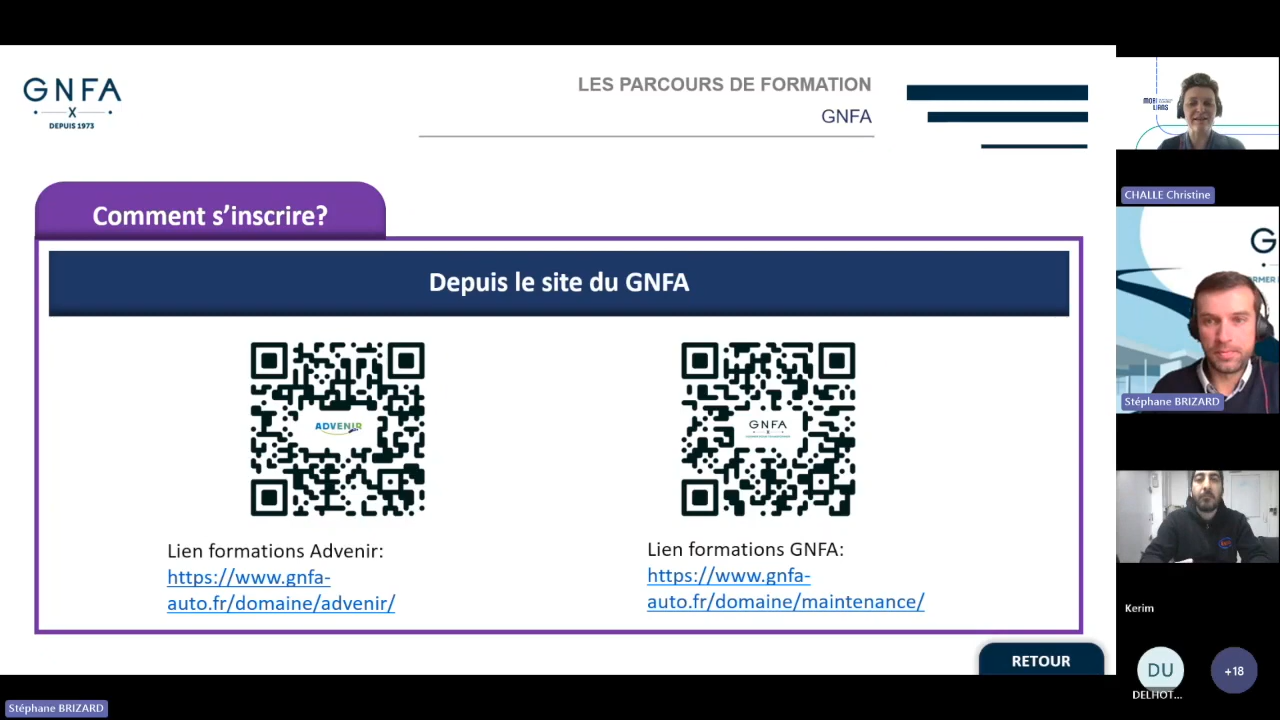 GNFA
X
DEPUIS 1973
LES PARCOURS DE FORMATION
GNFA
Comment s'inscrire?
Depuis le site du GNFA
ADVENIR
GNFA
Lien formations Advenir:
https://www.gnfa-
auto.fr/domaine/advenir/
Lien formations GNFA:
https://www.gnfa-
auto.fr/domaine/maintenance/
RETOUR
MOBI
LIANS
CHALLE Christine
G
Stéphane BRIZARD
Kerim
DU
DELHOT...
+18
Stéphane BRIZARD